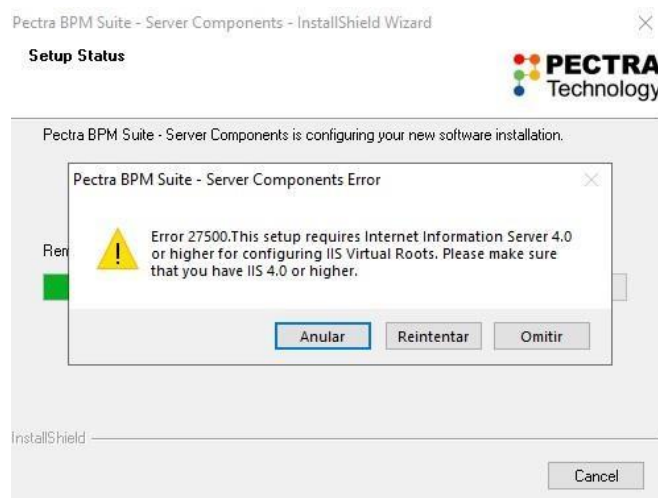 Pectra BPM Suite - Server Components - InstallShield Wizard
Setup Status
PECTRA
Technology
Pectra BPM Suite - Server Components is configuring your new software installation.
Pectra BPM Suite - Server Components Error
Error 27500.This setup requires Internet Information Server 4.0
or higher for configuring IIS Virtual Roots. Please make sure
that you have IIS 4.0 or higher.
Anular Reintentar Omitir
InstallShield
Cancel